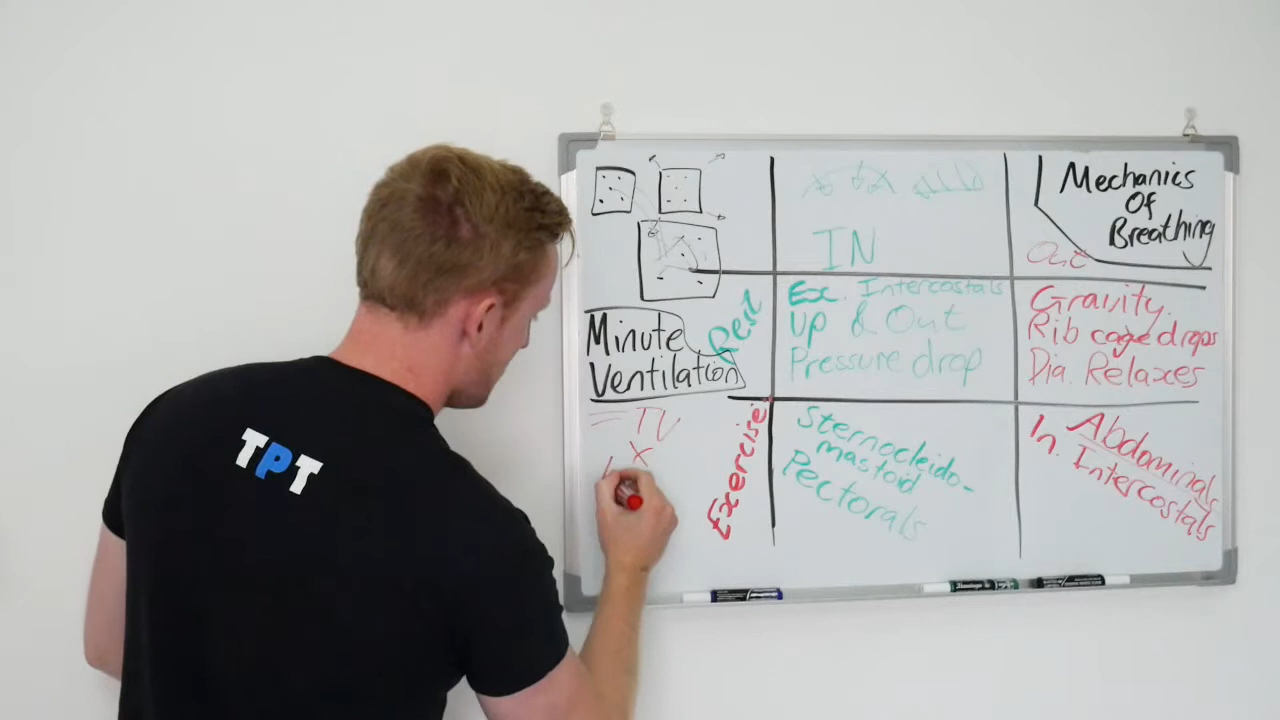 Mechanics
Of
Breathing
IN
Out
Rest
Ex. Intercostals
Up & Out
Pressure drop
Gravity.
Rib cage drops
Dia. Relaxes
Minute
Ventilation
= TV
X
Exercise
Sternocleido-
mastoid
Pectorals
Abdominals
In. Intercostals
TPT